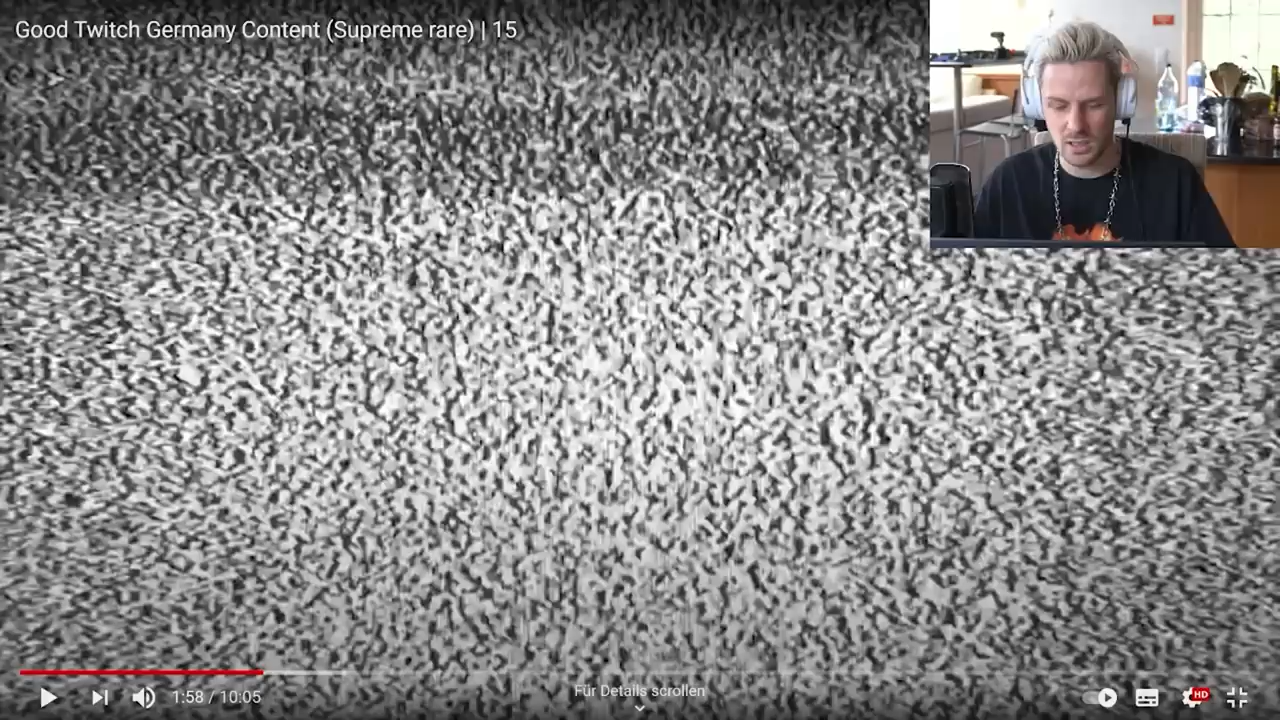 Good Twitch Germany Content (Supreme rare) | 15
Für Details scrollen
1:58 / 10:05
HD